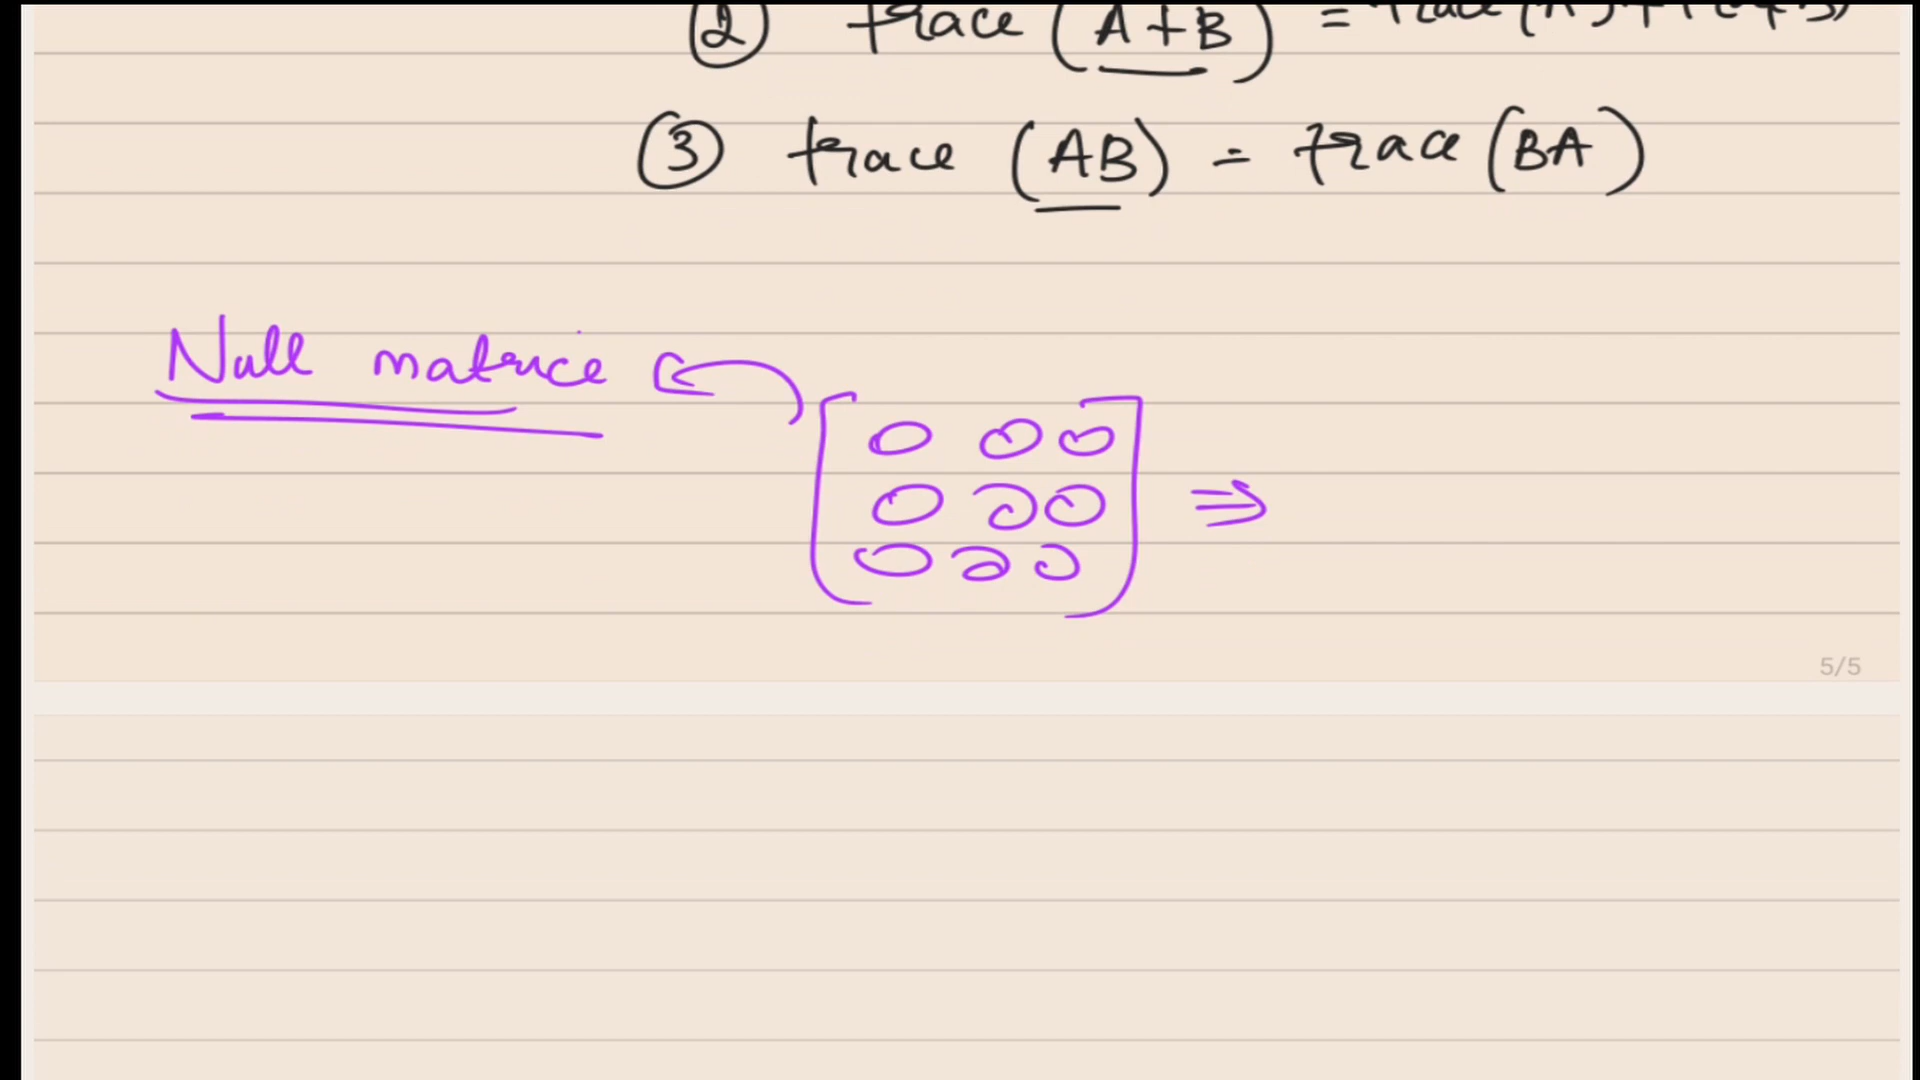 ② trace (A+B) = trace(A)+
③ trace (AB) = trace (BA)
Null matrice
[0 0 0
0 0 0 ⇒
0 0 0]
5/5